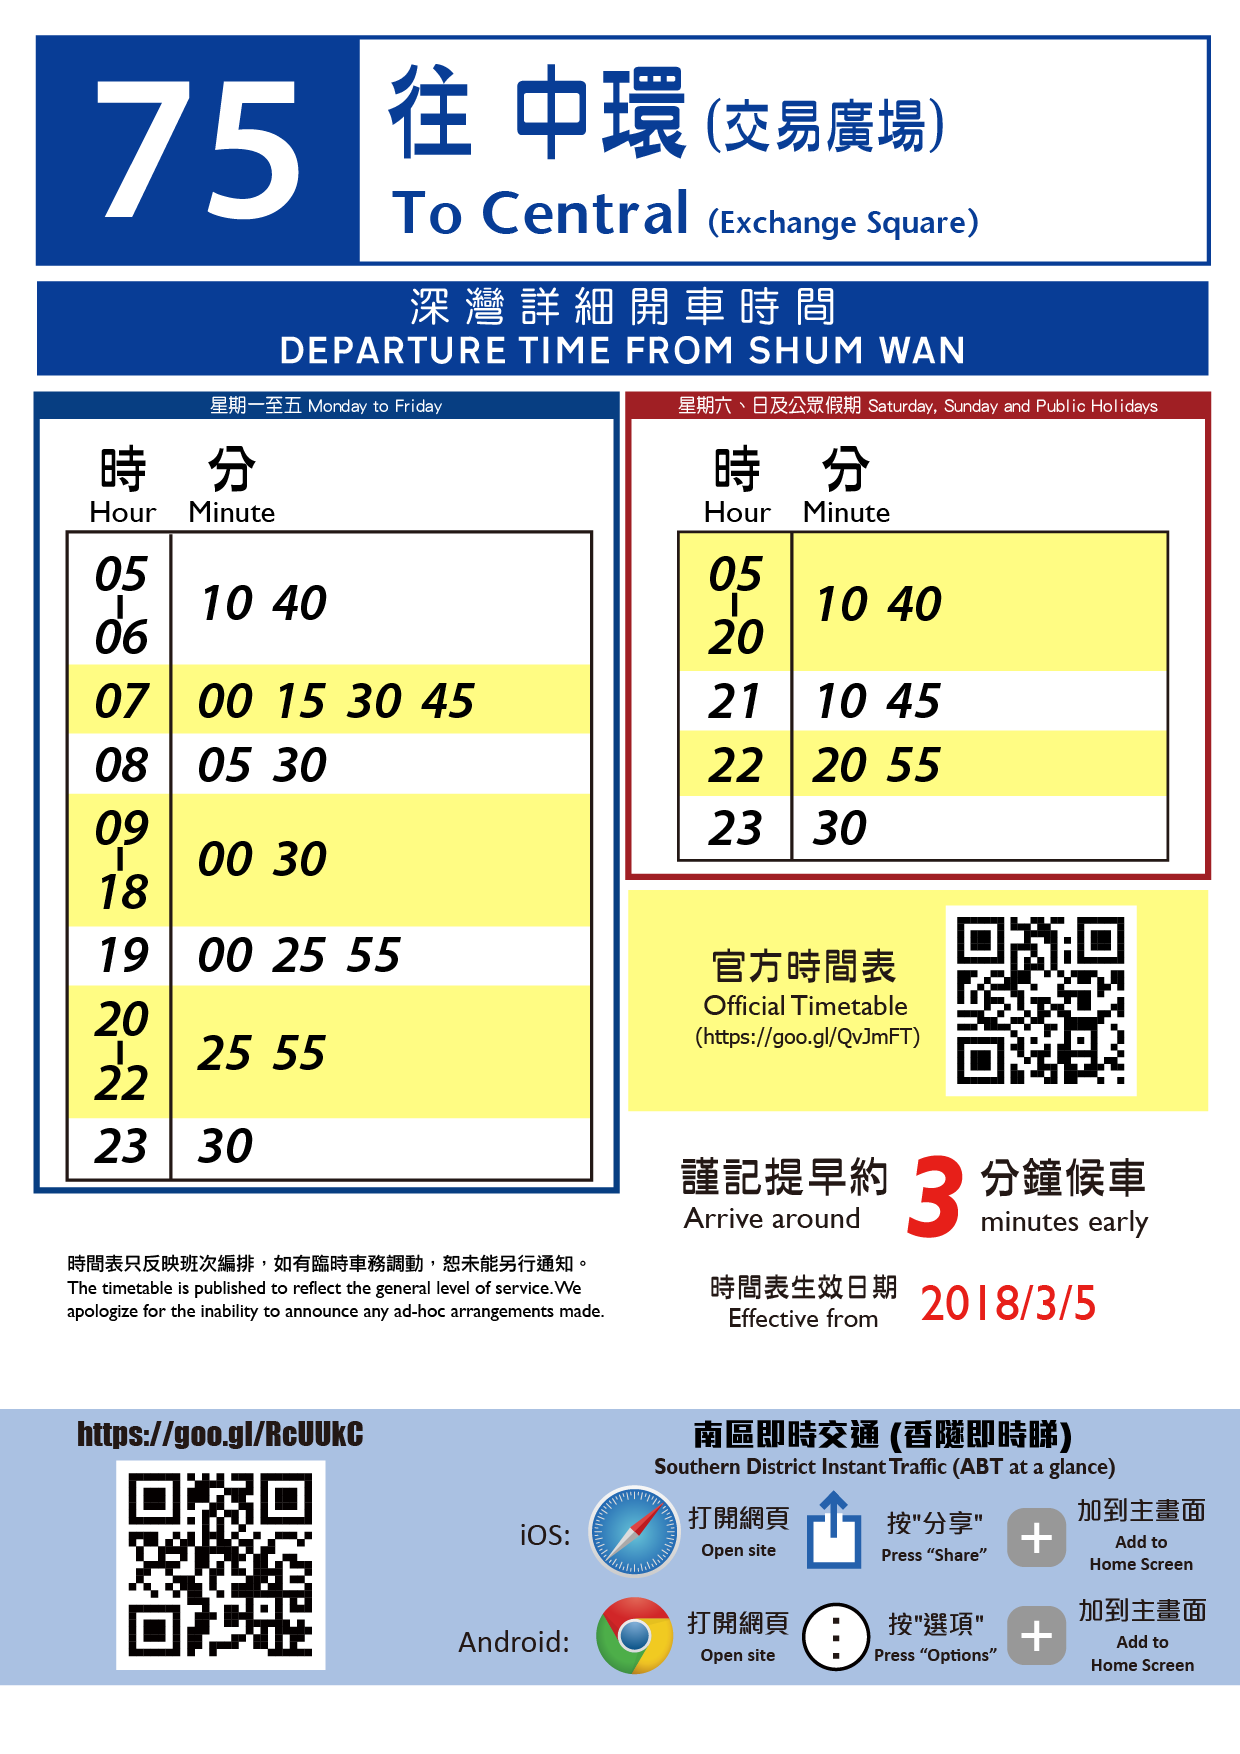 75
往 中環 (交易廣場)
To Central (Exchange Square)
深灣詳細開車時間
DEPARTURE TIME FROM SHUM WAN
星期一至五 Monday to Friday
時 分
Hour Minute
05
-
06
10 40
07 00 15 30 45
08 05 30
09
-
18
00 30
19 00 25 55
20
-
22
25 55
23 30
星期六、日及公眾假期 Saturday, Sunday and Public Holidays
時 分
Hour Minute
05
-
20
10 40
21 10 45
22 20 55
23 30
官方時間表
Official Timetable
(https://goo.gl/QvJmFT)
謹記提早約 3 分鐘候車
Arrive around minutes early
時間表只反映班次編排，如有臨時車務調動，恕未能另行通知。
The timetable is published to reflect the general level of service. We
apologize for the inability to announce any ad-hoc arrangements made.
時間表生效日期
Effective from
2018/3/5
https://goo.gl/RcUUkC
南區即時交通 (香隧即時睇)
Southern District Instant Traffic (ABT at a glance)
iOS:
打開網頁
Open site
按"分享"
Press “Share”
加到主畫面
Add to
Home Screen
Android:
打開網頁
Open site
按"選項"
Press “Options”
加到主畫面
Add to
Home Screen